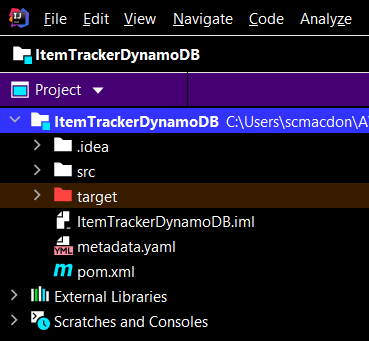 File Edit View Navigate Code Analyze
ItemTrackerDynamoDB
Project
ItemTrackerDynamoDB C:\Users\scmacdon\A
.idea
src
target
ItemTrackerDynamoDB.iml
YML metadata.yaml
m pom.xml
External Libraries
Scratches and Consoles